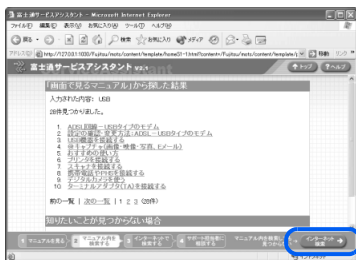 富士通サービスアシスタント - Microsoft Internet Explorer
ファイル(F) 編集(E) 表示(V) お気に入り(A) ツール(T) ヘルプ(H)
戻る 検索 お気に入り メディア
アドレス(D) 移動 リンク
富士通サービスアシスタント トップ ヘルプ
「画面で見るマニュアル」から探した結果
入力された内容: USB
28件見つかりました。
1. ADSL回線-USBタイプのモデム
2. 設定の確認・変更方法:ADSL-USBタイプのモデム
3. USB機器を接続する
4. 静キャプチャ(画像・映像・写真、Eメール)
5. おすすめの使い方
6. プリンタを接続する
7. スキャナを接続する
8. 携帯電話やPHSを接続する
9. デジタルカメラを使う
10. ターミナルアダプタ(TA)を接続する
前の一覧 | 次の一覧 | 1 2 3 (28件)
知りたいことが見つからない場合
1 マニュアルを見る
2 マニュアル内を検索する
3 インターネットで検索する
4 サポート担当者に相談する
インターネット検索